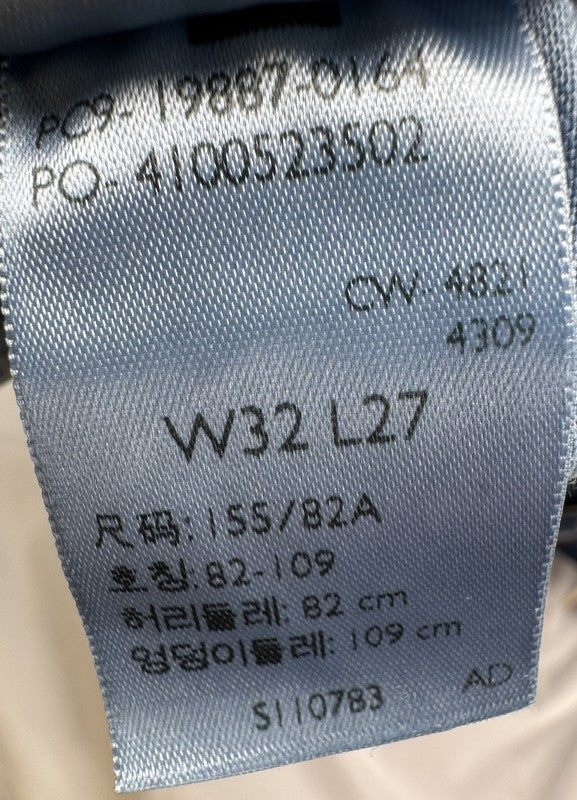 PC9-19887-0164
PO-4100523502
CW-4821
4309
W32 L27
尺码:155/82A
호칭:82-109
허리둘레: 82 cm
엉덩이둘레: 109 cm
S110783
AD